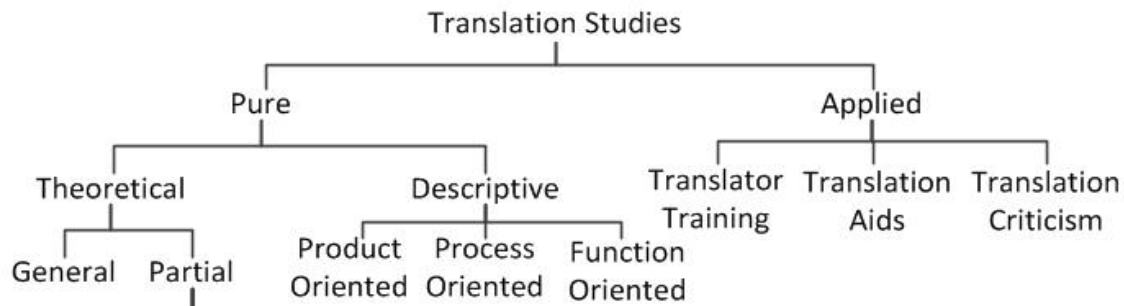 Translation Studies
Pure
Applied
Theoretical
Descriptive
Translator
Training
Translation
Aids
Translation
Criticism
General
Partial
Product
Oriented
Process
Oriented
Function
Oriented